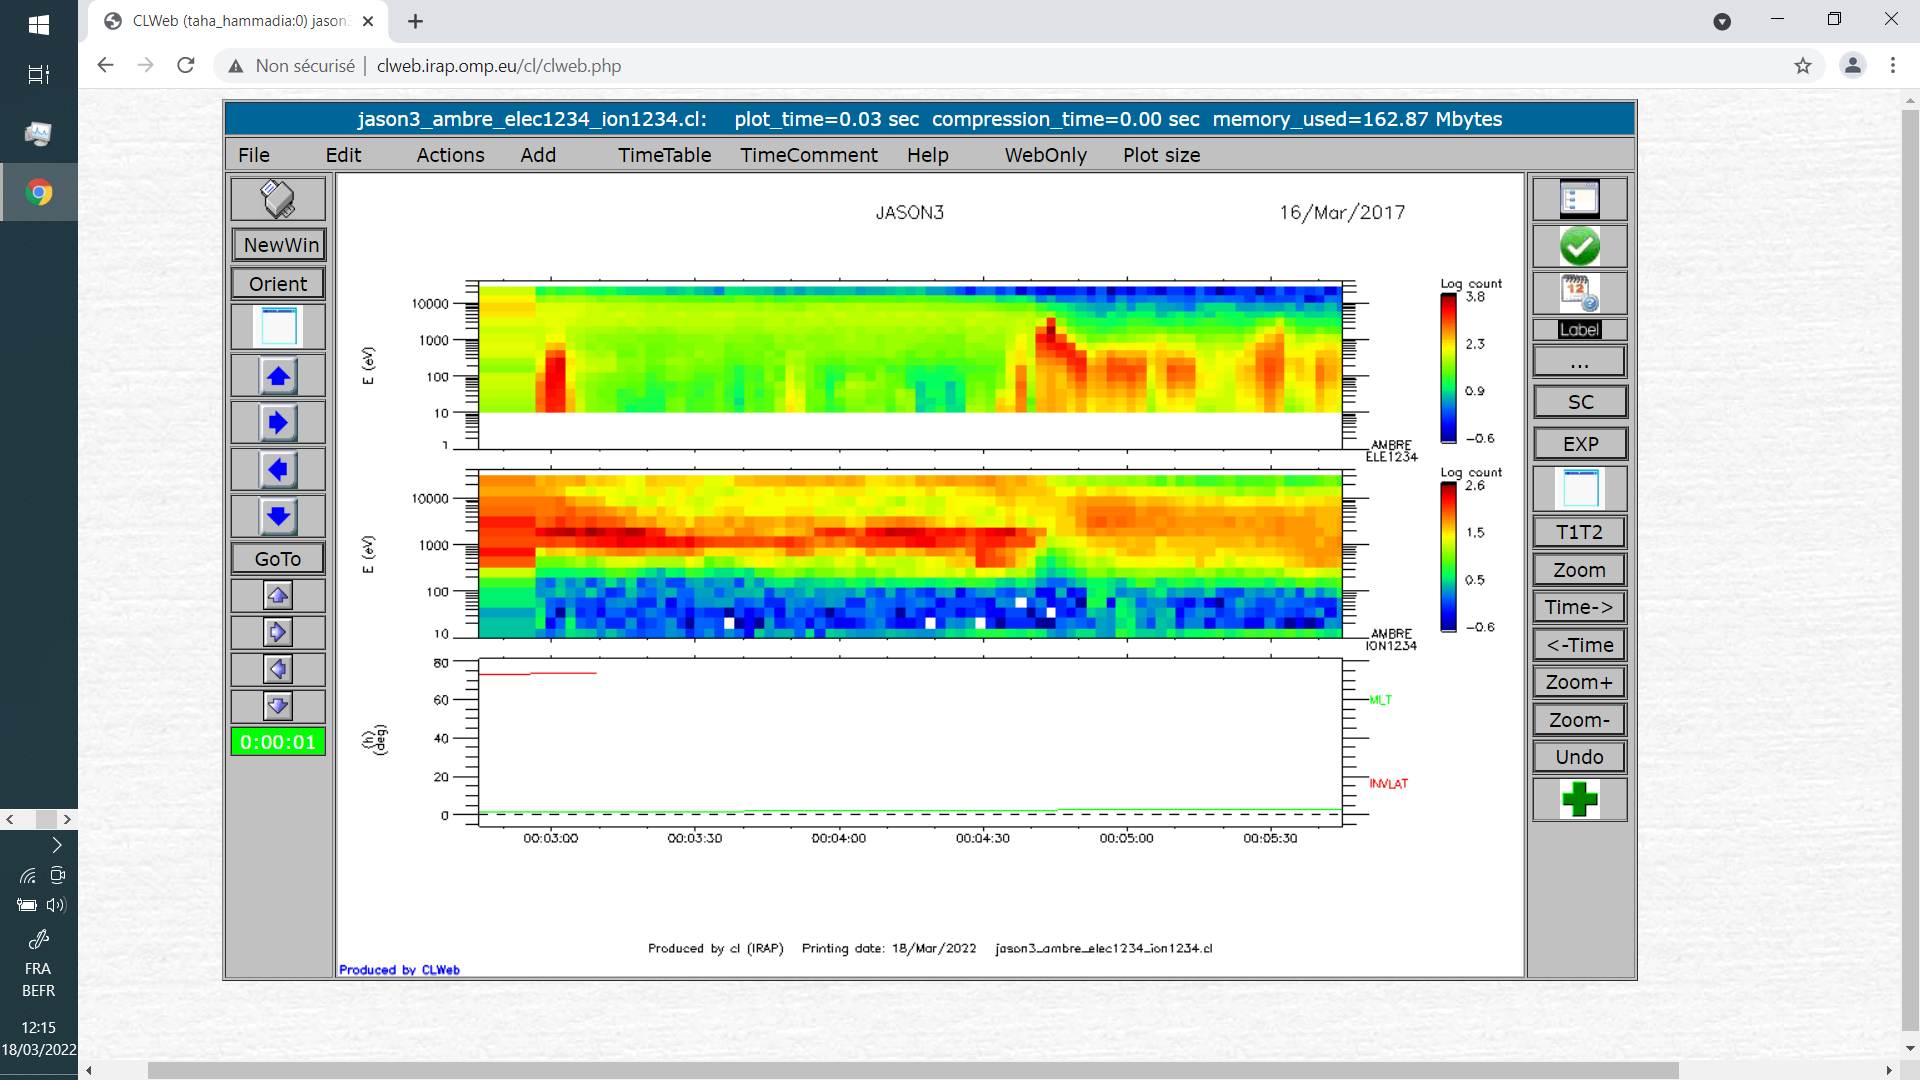 CLWeb (taha_hammadia:0) jason3
Non sécurisé | clweb.irap.omp.eu/cl/clweb.php
jason3_ambre_elec1234_ion1234.cl: plot_time=0.03 sec compression_time=0.00 sec memory_used=162.87 Mbytes
File Edit Actions Add TimeTable TimeComment Help WebOnly Plot size
NewWin
Orient
GoTo
0:00:01
JASON3 16/Mar/2017
Log count
3.8
2.3
0.9
-0.6
10000
1000
100
10
1
E (eV)
AMBRE
ELE1234
Log count
2.6
1.5
0.5
-0.6
10000
1000
100
10
E (eV)
AMBRE
ION1234
80
60
40
20
0
(h)
(deg)
MLT
INVLAT
00:03:00 00:03:30 00:04:00 00:04:30 00:05:00 00:05:30
Produced by cl (IRAP) Printing date: 18/Mar/2022 jason3_ambre_elec1234_ion1234.cl
Produced by CLWeb
12
Label
...
SC
EXP
T1T2
Zoom
Time->
<-Time
Zoom+
Zoom-
Undo
FRA
BEFR
12:15
18/03/2022